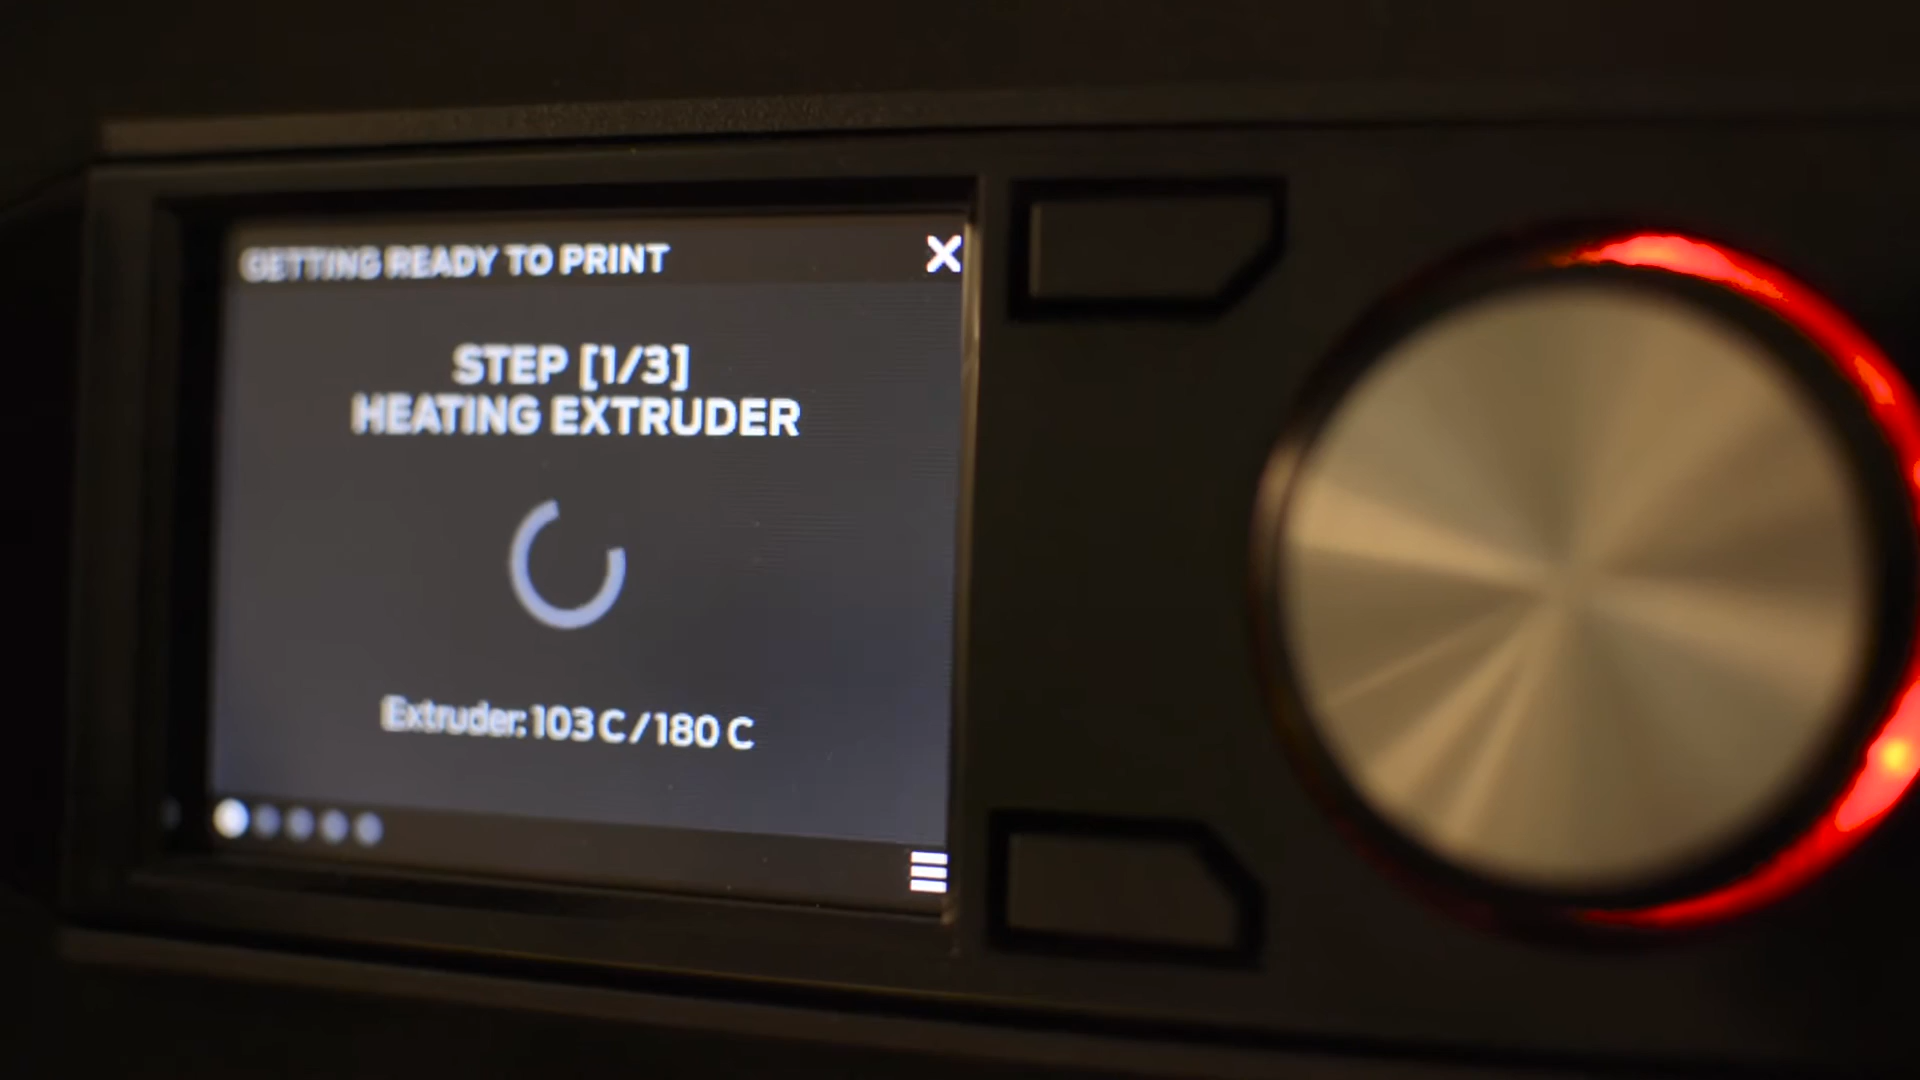 GETTING READY TO PRINT
STEP [1/3]
HEATING EXTRUDER
Extruder: 103 C / 180 C